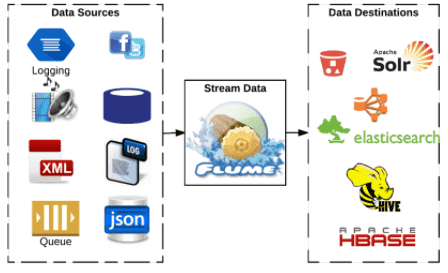 Data Sources
Logging
XML
LOG
Queue
json
Stream Data
FLUME
Data Destinations
Apache
Solr
elasticsearch
HIVE
APACHE
HBASE